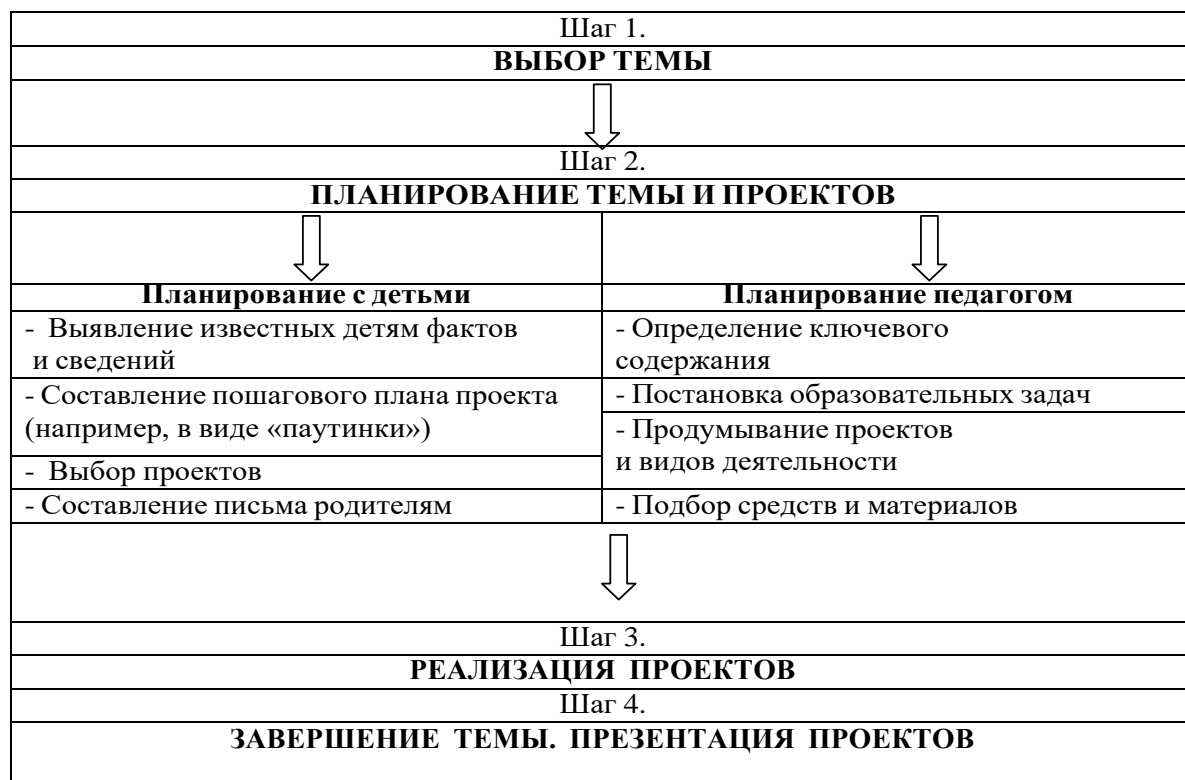 Шаг 1.
ВЫБОР ТЕМЫ
Шаг 2.
ПЛАНИРОВАНИЕ ТЕМЫ И ПРОЕКТОВ
Планирование с детьми
- Выявление известных детям фактов
и сведений
- Составление пошагового плана проекта
(например, в виде «паутинки»)
- Выбор проектов
- Составление письма родителям
Планирование педагогом
- Определение ключевого
содержания
- Постановка образовательных задач
- Продумывание проектов
и видов деятельности
- Подбор средств и материалов
Шаг 3.
РЕАЛИЗАЦИЯ ПРОЕКТОВ
Шаг 4.
ЗАВЕРШЕНИЕ ТЕМЫ. ПРЕЗЕНТАЦИЯ ПРОЕКТОВ